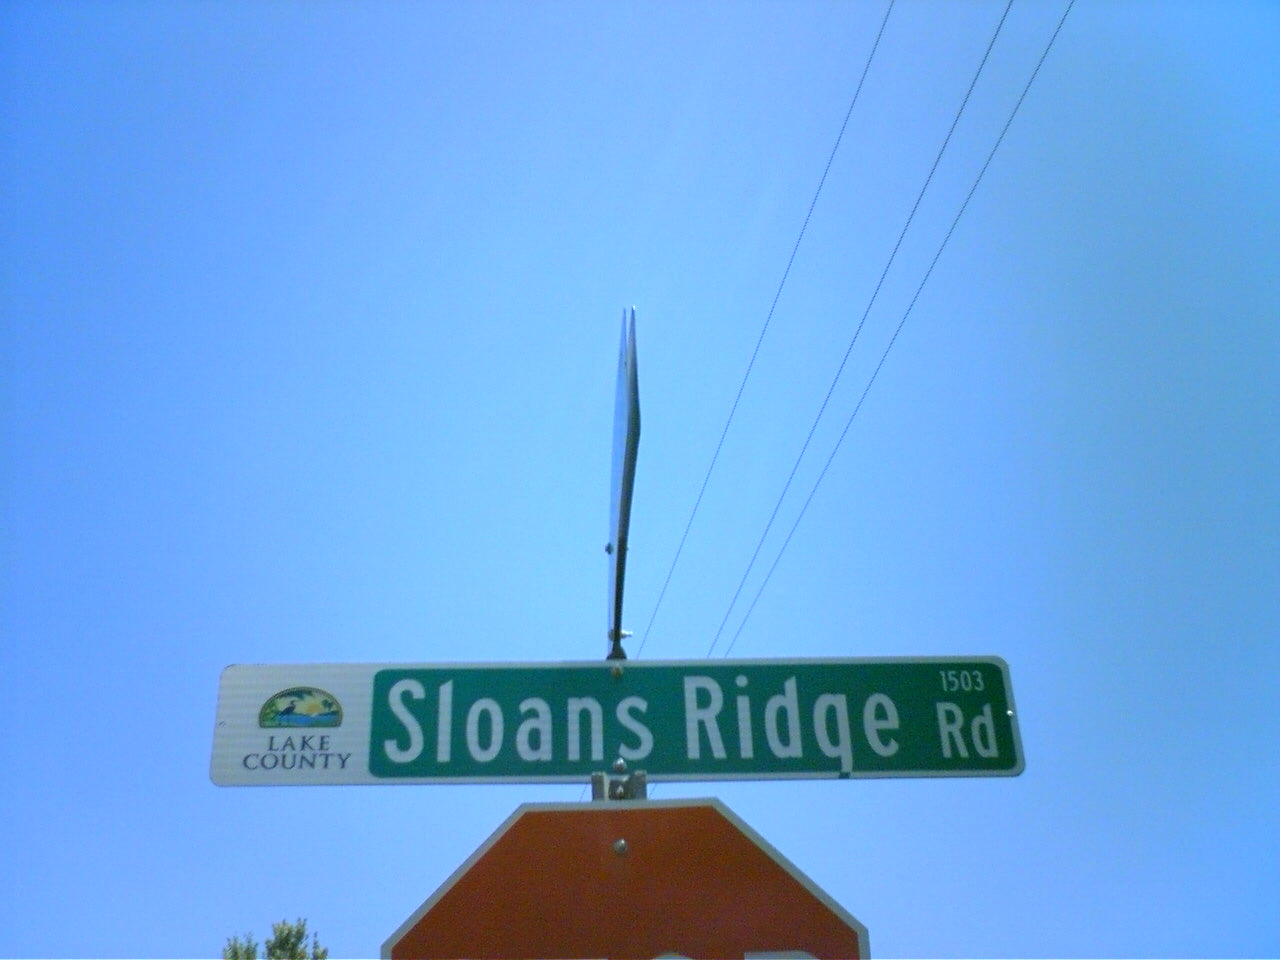 LAKE
COUNTY
Sloans Ridge Rd
1503